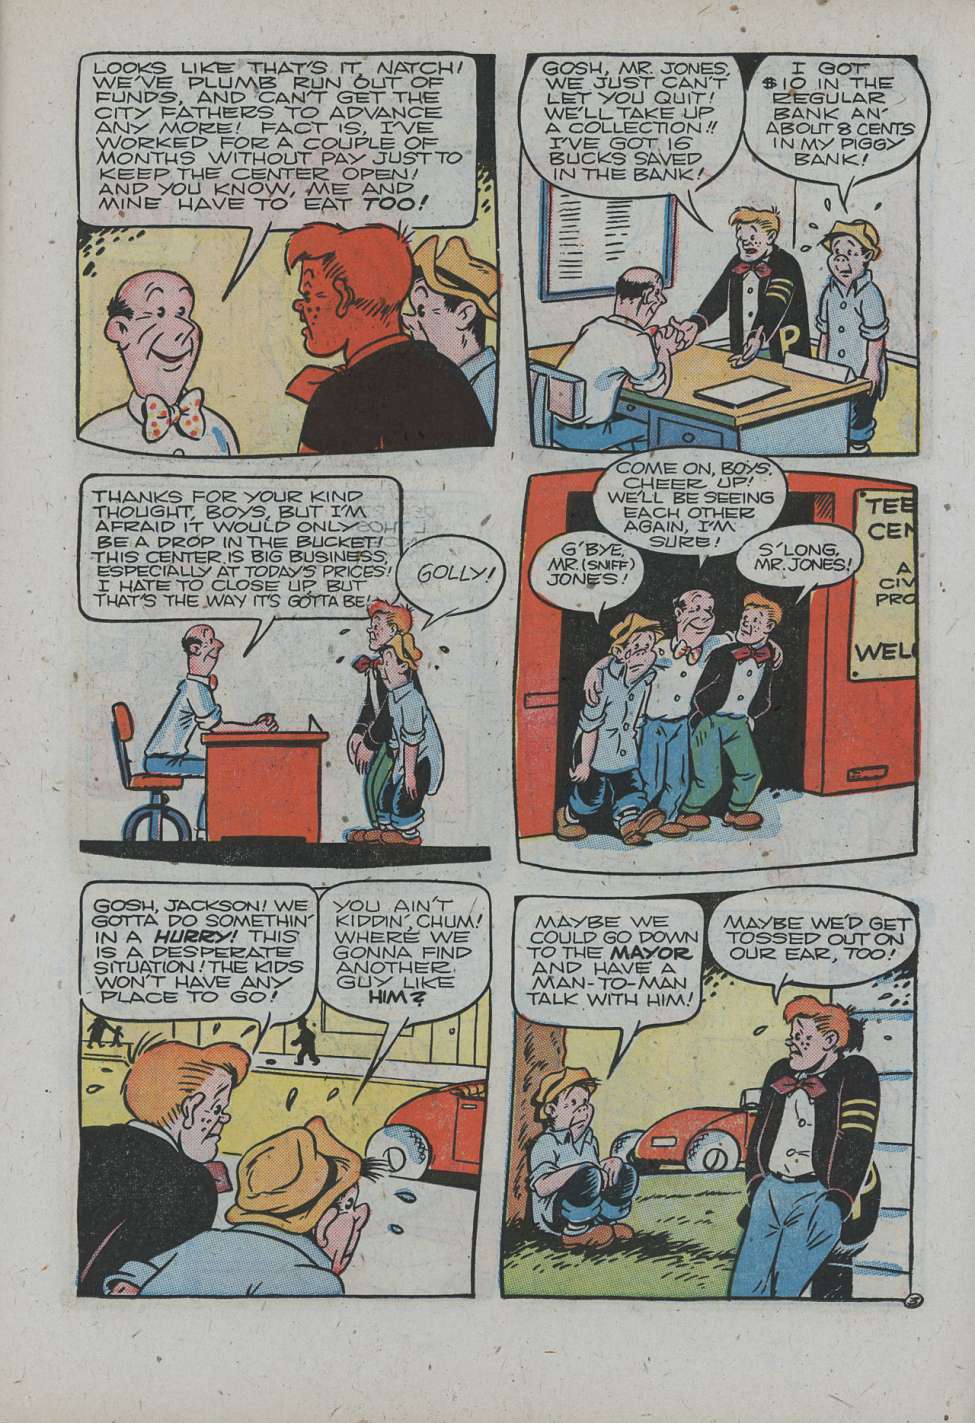 LOOKS LIKE THAT'S IT, NATCH!
WE'VE PLUMB RUN OUT OF
FUNDS, AND CAN'T GET THE
CITY FATHERS TO ADVANCE
ANY MORE! FACT IS, I'VE
WORKED FOR A COUPLE OF
MONTHS WITHOUT PAY JUST TO
KEEP THE CENTER OPEN!
AND YOU KNOW, ME AND
MINE HAVE TO EAT TOO!
GOSH, MR. JONES,
WE JUST CAN'T
LET YOU QUIT!
WE'LL TAKE UP
A COLLECTION!!
I'VE GOT 16
BUCKS SAVED
IN THE BANK!
I GOT
$10 IN THE
REGULAR
BANK AN'
ABOUT 8 CENTS
IN MY PIGGY
BANK!
P
THANKS FOR YOUR KIND
THOUGHT, BOYS, BUT I'M
AFRAID IT WOULD ONLY
BE A DROP IN THE BUCKET!
THIS CENTER IS BIG BUSINESS
ESPECIALLY AT TODAY'S PRICES!
I HATE TO CLOSE UP, BUT
THAT'S THE WAY IT'S GOTTA BE!
GOLLY!
COME ON, BOYS,
CHEER UP!
WE'LL BE SEEING
EACH OTHER
AGAIN, I'M
SURE!
G'BYE,
MR. (SNIFF)
JONES!
S'LONG,
MR. JONES!
TEE
CEN
A
CIV
PRO
WELC
GOSH, JACKSON! WE
GOTTA DO SOMETHIN'
IN A HURRY! THIS
IS A DESPERATE
SITUATION! THE KIDS
WON'T HAVE ANY
PLACE TO GO!
YOU AIN'T
KIDDIN', CHUM!
WHERE WE
GONNA FIND
ANOTHER
GUY LIKE
HIM?
MAYBE WE
COULD GO DOWN
TO THE MAYOR
AND HAVE A
MAN-TO-MAN
TALK WITH HIM!
MAYBE WE'D GET
TOSSED OUT ON
OUR EAR, TOO!
P
3